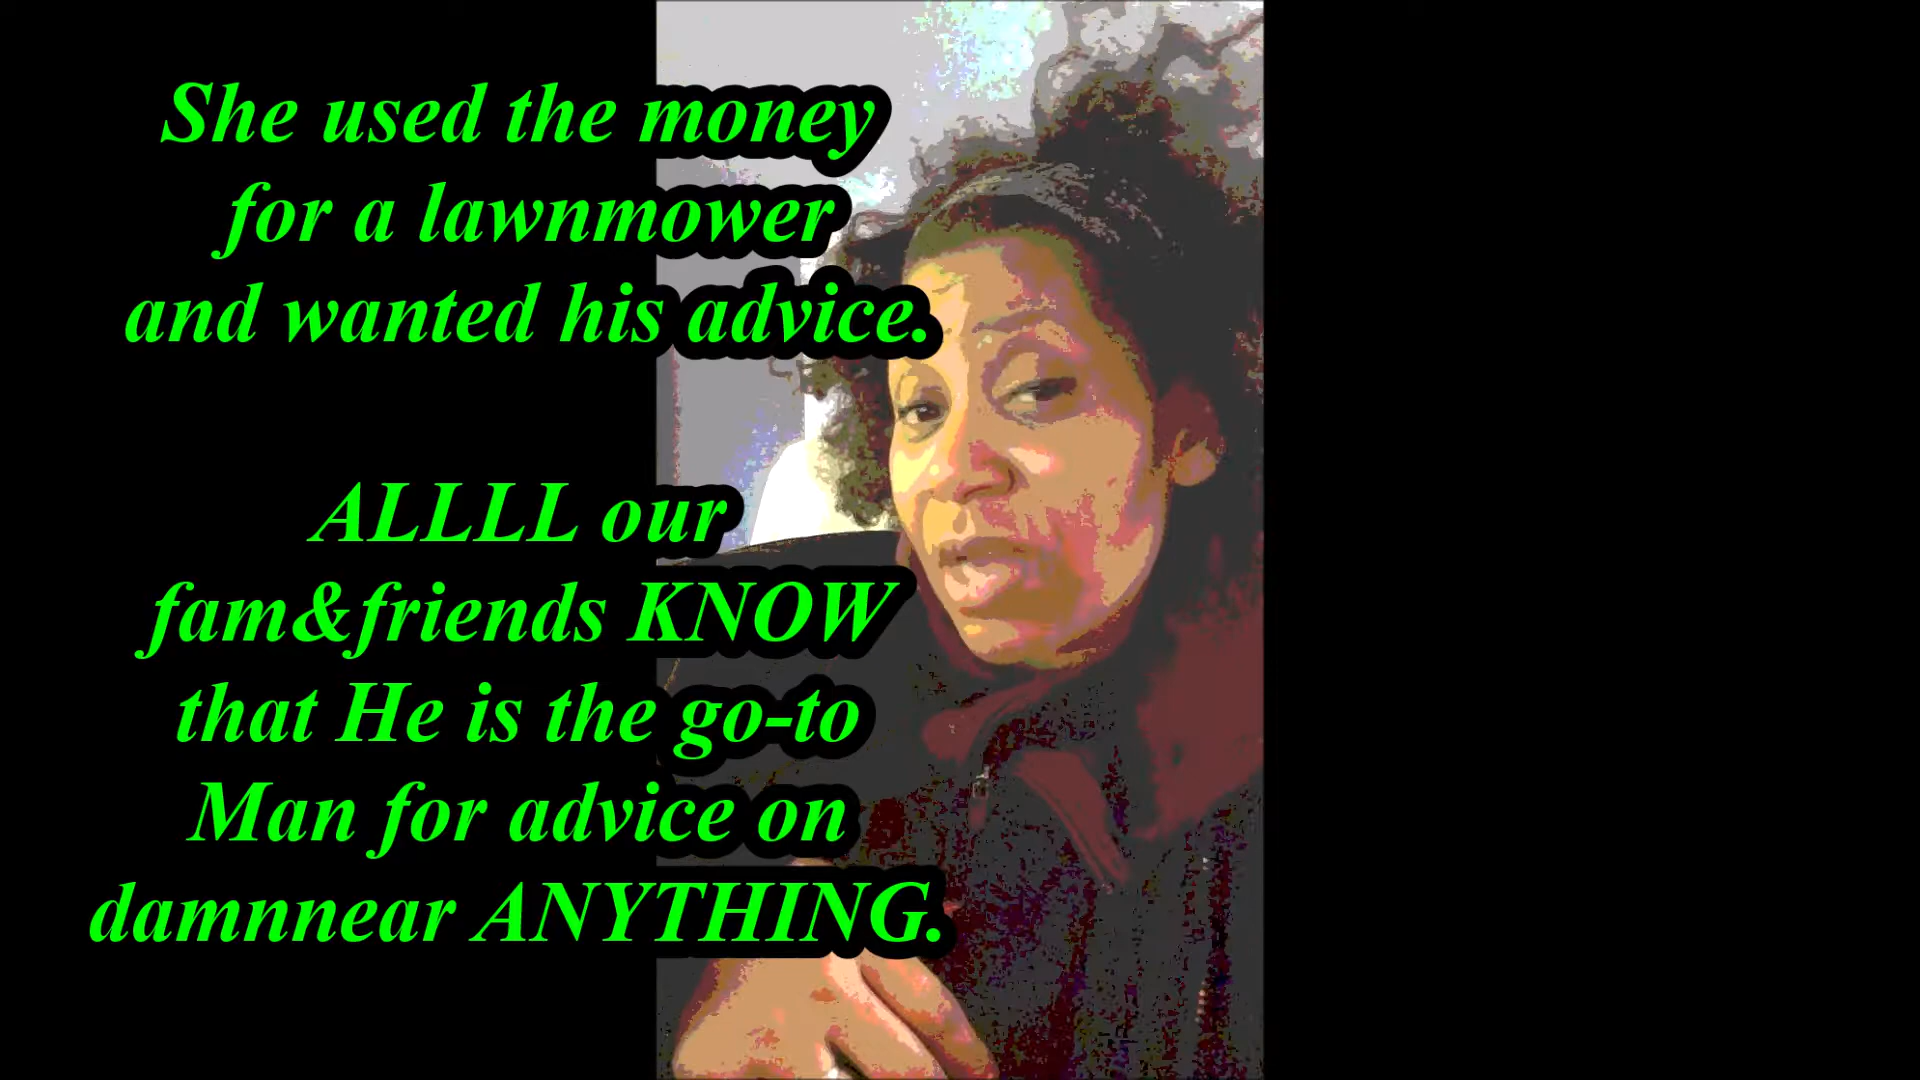 She used the money
for a lawnmower
and wanted his advice.
ALLLL our
fam&friends KNOW
that He is the go-to
Man for advice on
damnnear ANYTHING.